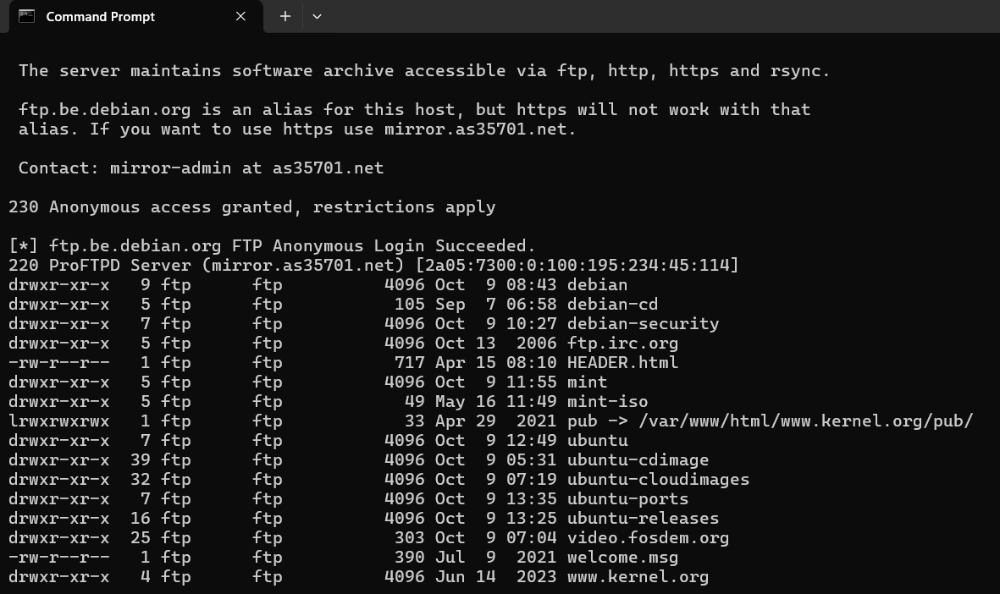 Command Prompt
The server maintains software archive accessible via ftp, http, https and rsync.
ftp.be.debian.org is an alias for this host, but https will not work with that
alias. If you want to use https use mirror.as35701.net.
Contact: mirror-admin at as35701.net
230 Anonymous access granted, restrictions apply
[*] ftp.be.debian.org FTP Anonymous Login Succeeded.
220 ProFTPD Server (mirror.as35701.net) [2a05:7300:0:100:195:234:45:114]
drwxr-xr-x   9 ftp      ftp          4096 Oct  9 08:43 debian
drwxr-xr-x   5 ftp      ftp           105 Sep  7 06:58 debian-cd
drwxr-xr-x   7 ftp      ftp          4096 Oct  9 10:27 debian-security
drwxr-xr-x   5 ftp      ftp          4096 Oct 13  2006 ftp.irc.org
-rw-r--r--   1 ftp      ftp           717 Apr 15 08:10 HEADER.html
drwxr-xr-x   5 ftp      ftp          4096 Oct  9 11:55 mint
drwxr-xr-x   5 ftp      ftp            49 May 16 11:49 mint-iso
lrwxrwxrwx   1 ftp      ftp            33 Apr 29  2021 pub -> /var/www/html/www.kernel.org/pub/
drwxr-xr-x   7 ftp      ftp          4096 Oct  9 12:49 ubuntu
drwxr-xr-x  39 ftp      ftp          4096 Oct  9 05:31 ubuntu-cdimage
drwxr-xr-x  32 ftp      ftp          4096 Oct  9 07:19 ubuntu-cloudimages
drwxr-xr-x   7 ftp      ftp          4096 Oct  9 13:35 ubuntu-ports
drwxr-xr-x  16 ftp      ftp          4096 Oct  9 13:25 ubuntu-releases
drwxr-xr-x  25 ftp      ftp           303 Oct  9 07:04 video.fosdem.org
-rw-r--r--   1 ftp      ftp           390 Jul  9  2021 welcome.msg
drwxr-xr-x   4 ftp      ftp          4096 Jun 14  2023 www.kernel.org